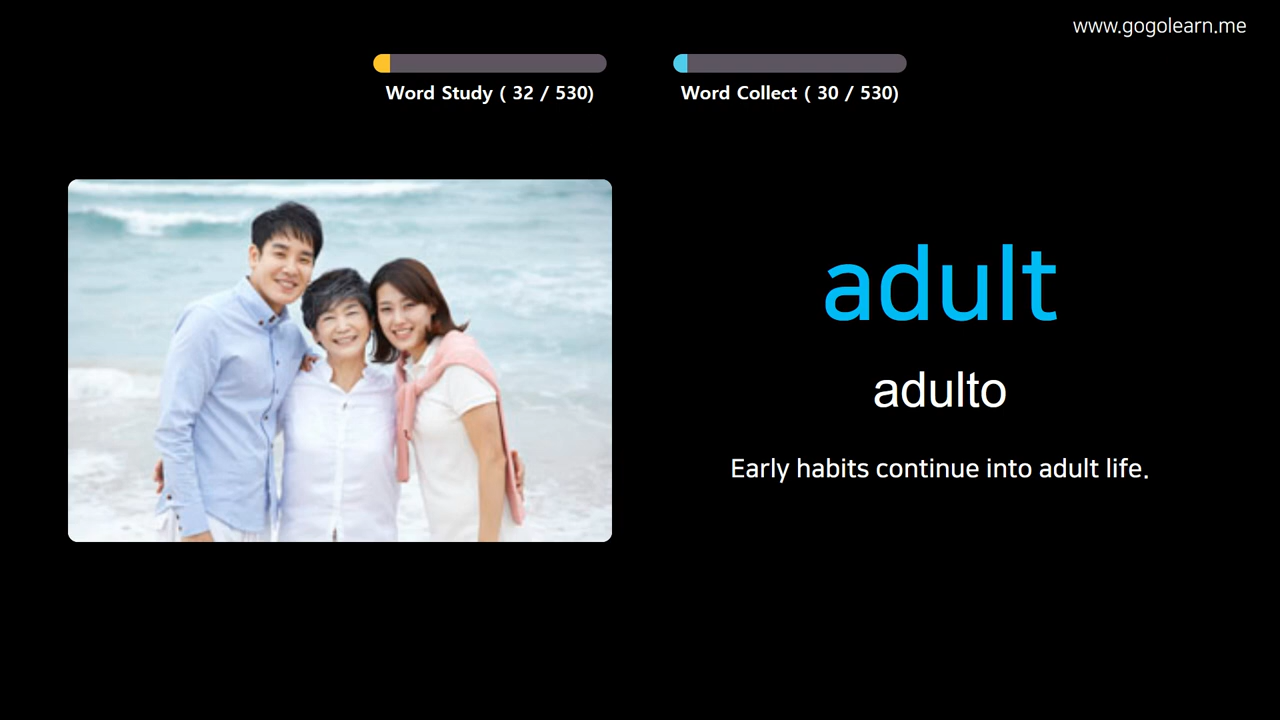 www.gogolearn.me
Word Study ( 32 / 530)
Word Collect ( 30 / 530)
adult
adulto
Early habits continue into adult life.